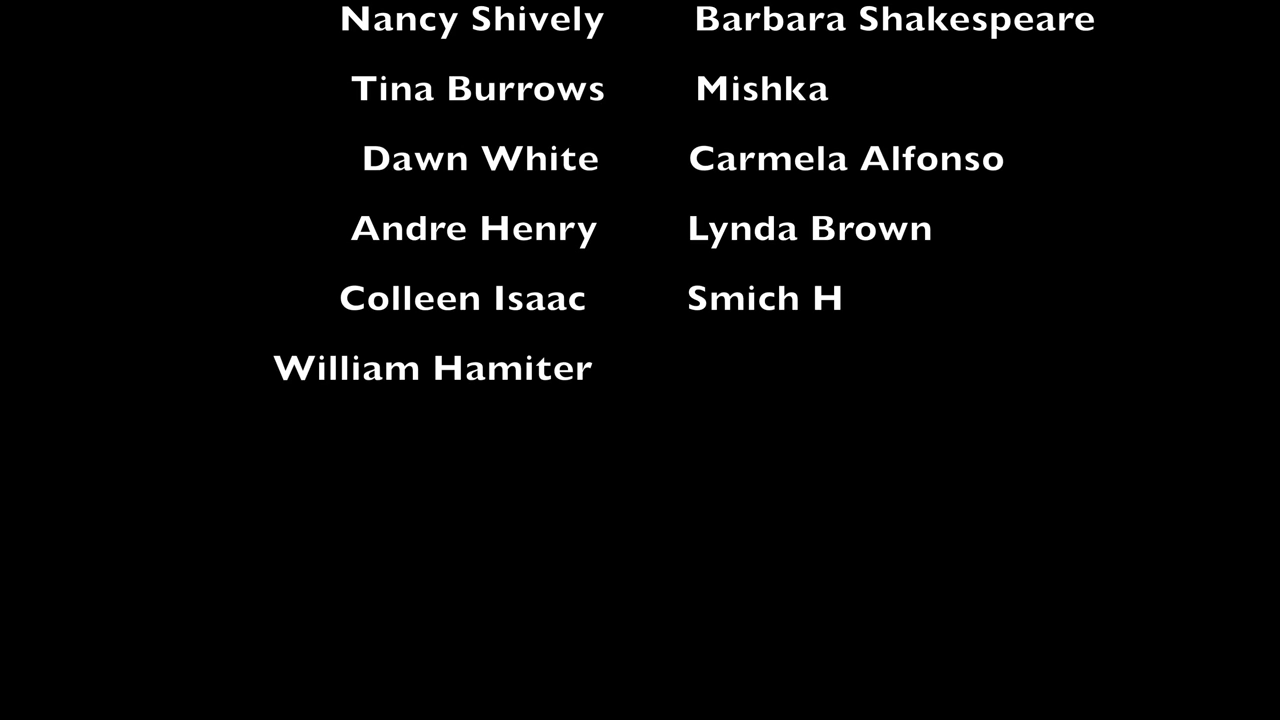 Nancy Shively Barbara Shakespeare
Tina Burrows Mishka
Dawn White Carmela Alfonso
Andre Henry Lynda Brown
Colleen Isaac Smich H
William Hamiter